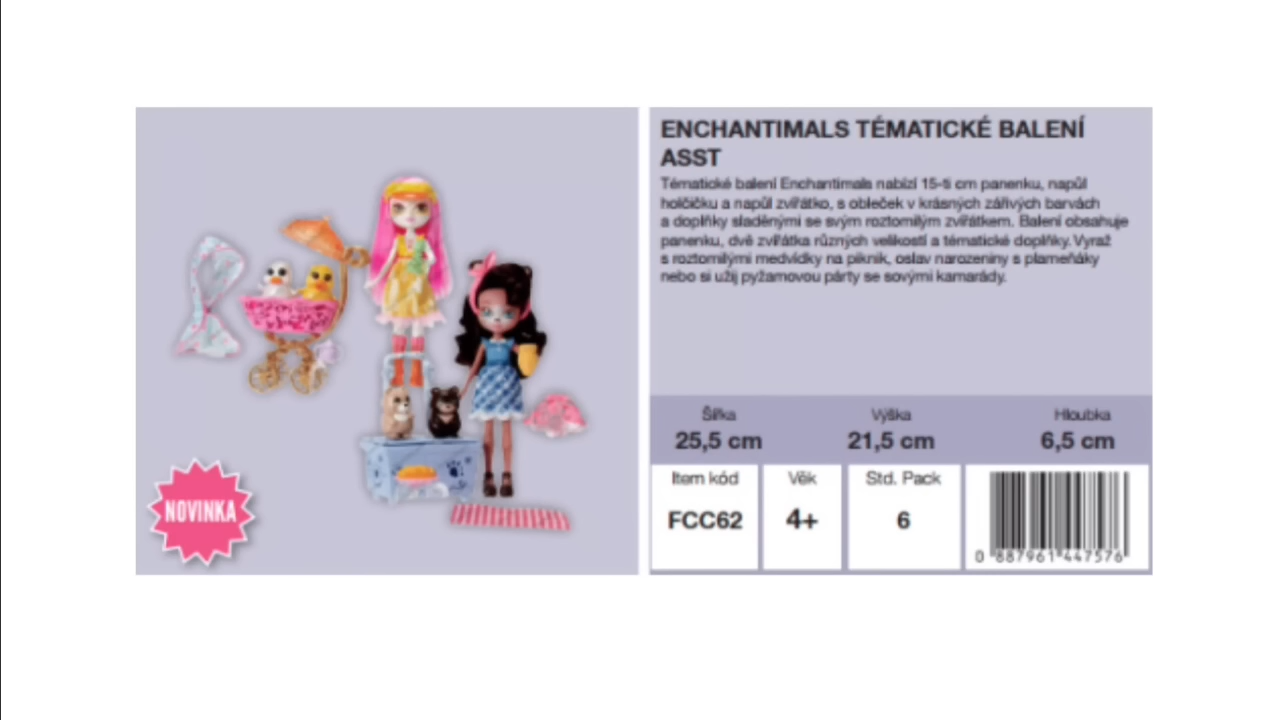 ENCHANTIMALS TÉMATICKÉ BALENÍ
ASST
Tématické balení Enchantimals nabízí 15-ti cm panenku, napůl
holčičku a napůl zvířátko, s obleček v krásných zářivých barvách
a doplňky sladěnými se svým roztomilým zvířátkem. Balení obsahuje
panenku, dvě zvířátka různých velikostí a tématické doplňky. Vyraž
s roztomilými medvídky na piknik, oslav narozeniny s plameňáky
nebo si užij pyžamovou párty se sovými kamarády.
Šířka Výška Hloubka
25,5 cm 21,5 cm 6,5 cm
Item kód Věk Std. Pack
FCC62 4+ 6
0 887961 447576
NOVINKA